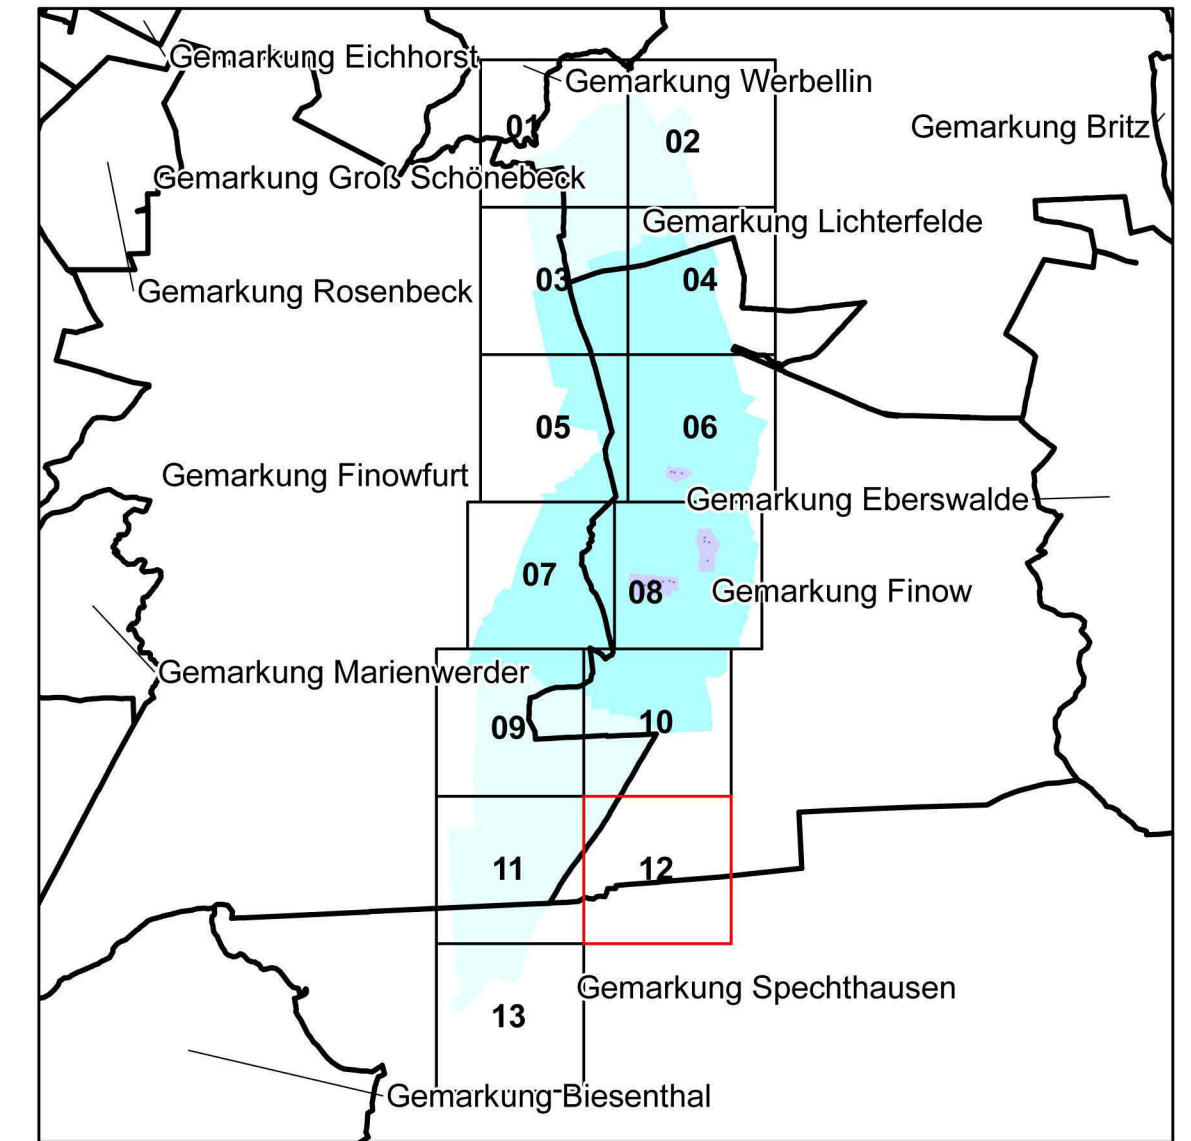 Gemarkung Eichhorst
Gemarkung Werbellin
01
02
Gemarkung Britz
Gemarkung Groß Schönebeck
Gemarkung Lichterfelde
03
04
Gemarkung Rosenbeck
05
06
Gemarkung Finowfurt
Gemarkung Eberswalde
07
08
Gemarkung Finow
Gemarkung Marienwerder
09
10
11
12
Gemarkung Spechthausen
13
Gemarkung Biesenthal